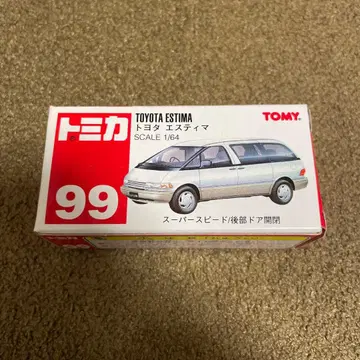 トミカ
99
TOYOTA ESTIMA
トヨタ エスティマ
SCALE 1/64
TOMY
スーパースピード/後部ドア開閉